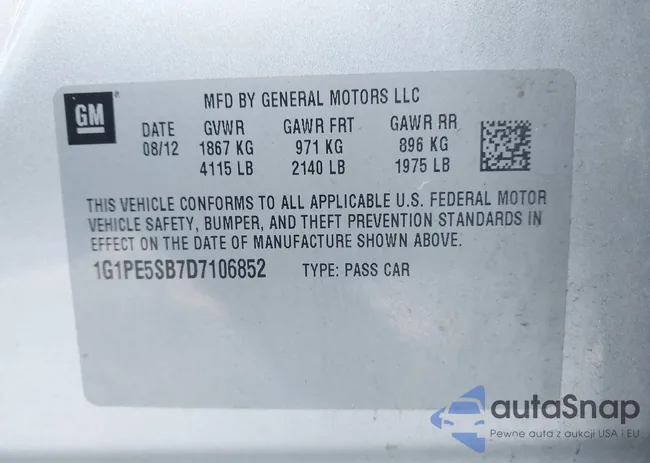 GM
MFD BY GENERAL MOTORS LLC
DATE GVWR GAWR FRT GAWR RR
08/12 1867 KG 971 KG 896 KG
4115 LB 2140 LB 1975 LB
THIS VEHICLE CONFORMS TO ALL APPLICABLE U.S. FEDERAL MOTOR
VEHICLE SAFETY, BUMPER, AND THEFT PREVENTION STANDARDS IN
EFFECT ON THE DATE OF MANUFACTURE SHOWN ABOVE.
1G1PE5SB7D7106852 TYPE: PASS CAR
autoSnap
Pewne auta z aukcji USA i EU